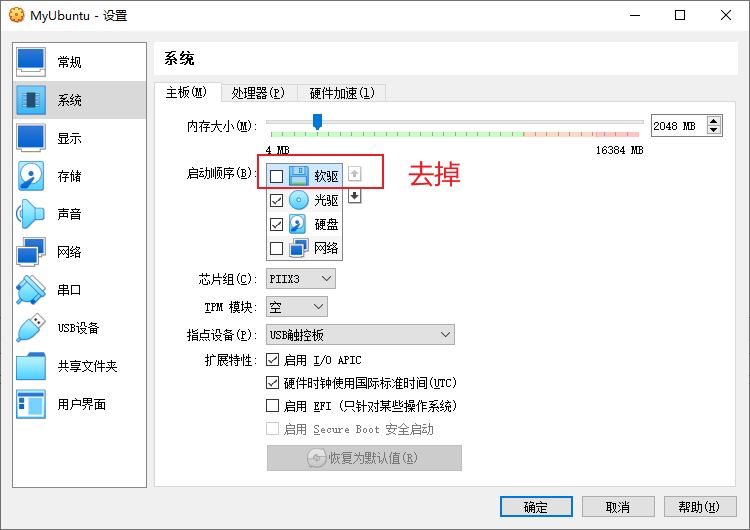 MyUbuntu - 设置
常规
系统
显示
存储
声音
网络
串口
USB设备
共享文件夹
用户界面
系统
主板(M) 处理器(P) 硬件加速(l)
内存大小(M): 2048 MB
4 MB 16384 MB
启动顺序(B): 软驱 去掉
光驱
硬盘
网络
芯片组(C): PIIX3
TPM 模块: 空
指点设备(P): USB触控板
扩展特性: 启用 I/O APIC
硬件时钟使用国际标准时间(UTC)
启用 EFI (只针对某些操作系统)
启用 Secure Boot 安全启动
恢复为默认值(R)
确定 取消 帮助(H)